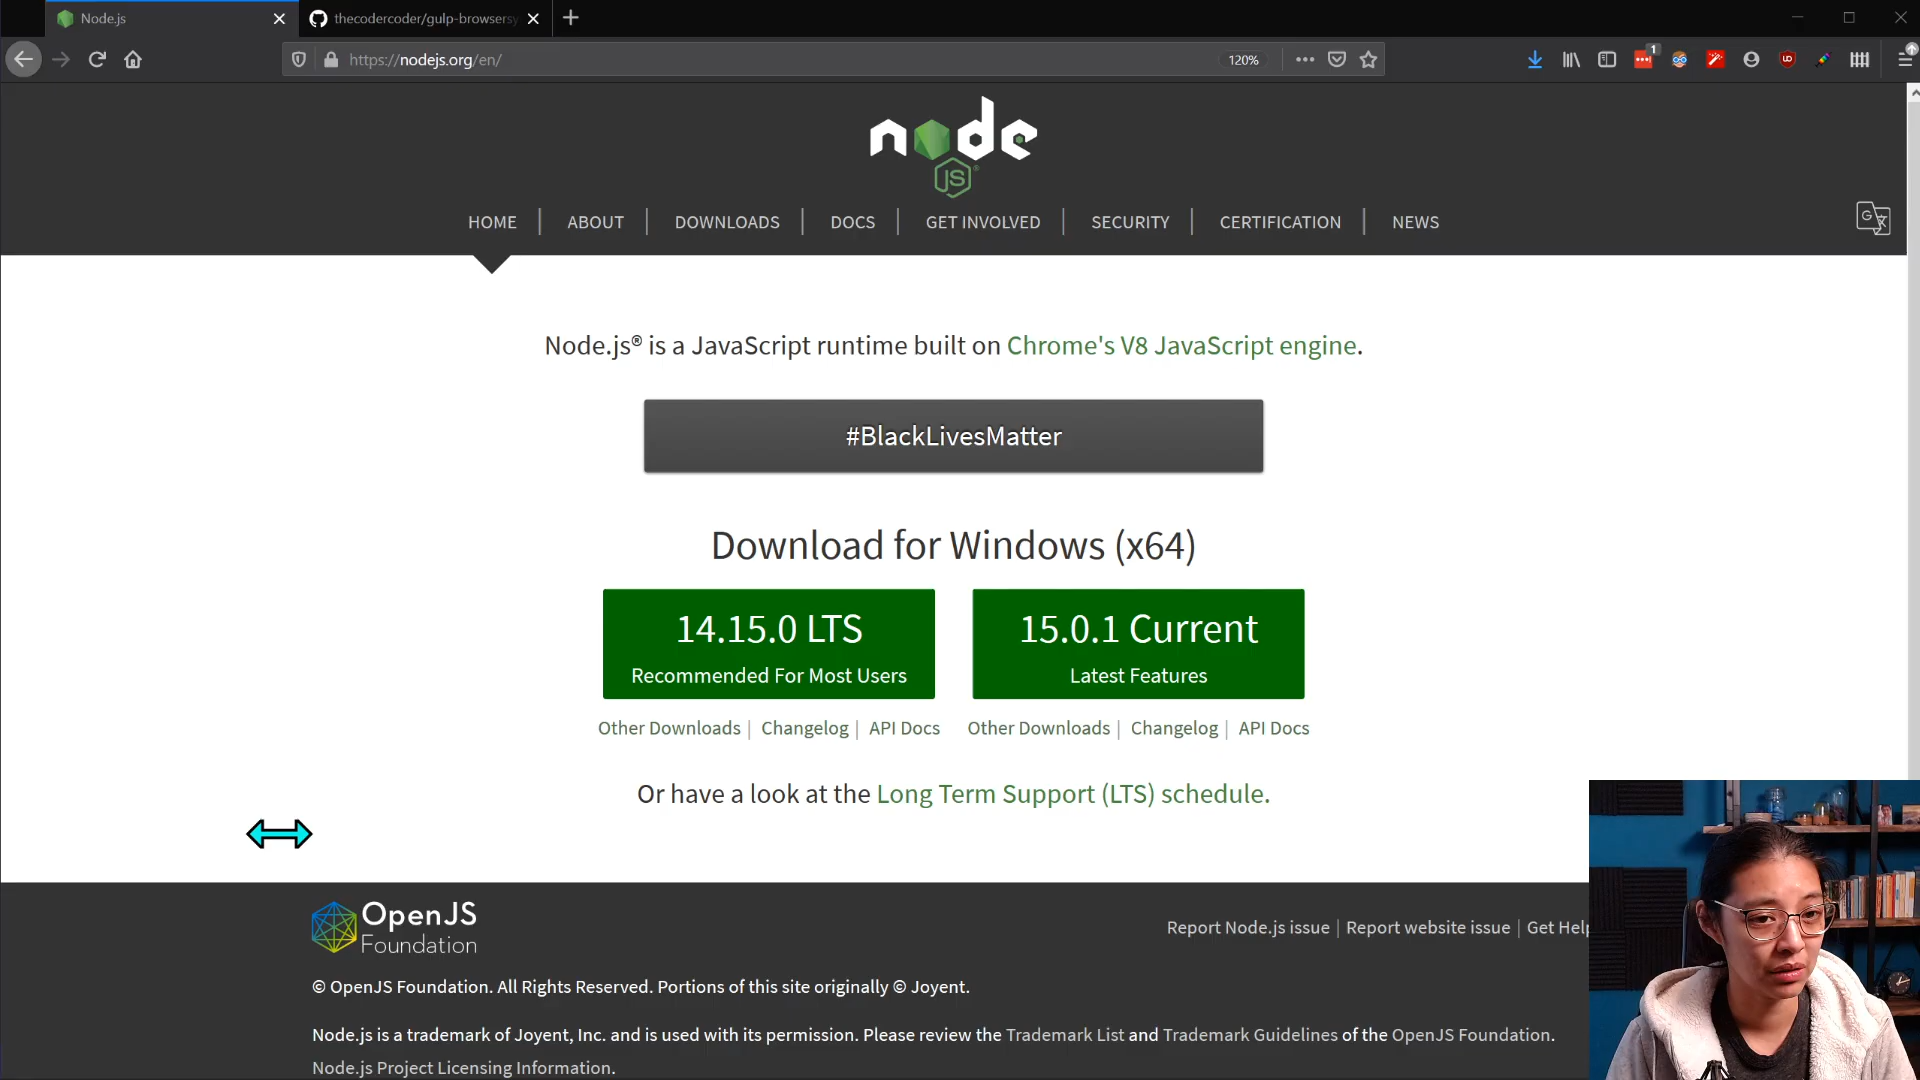 Node.js
thecodercoder/gulp-browsersy
https://nodejs.org/en/
120%
1
node
JS
HOME
ABOUT
DOWNLOADS
DOCS
GET INVOLVED
SECURITY
CERTIFICATION
NEWS
Node.js® is a JavaScript runtime built on Chrome's V8 JavaScript engine.
#BlackLivesMatter
Download for Windows (x64)
14.15.0 LTS
Recommended For Most Users
15.0.1 Current
Latest Features
Other Downloads | Changelog | API Docs
Other Downloads | Changelog | API Docs
Or have a look at the Long Term Support (LTS) schedule.
OpenJS
Foundation
Report Node.js issue | Report website issue | Get Help
© OpenJS Foundation. All Rights Reserved. Portions of this site originally © Joyent.
Node.js is a trademark of Joyent, Inc. and is used with its permission. Please review the Trademark List and Trademark Guidelines of the OpenJS Foundation.
Node.js Project Licensing Information.